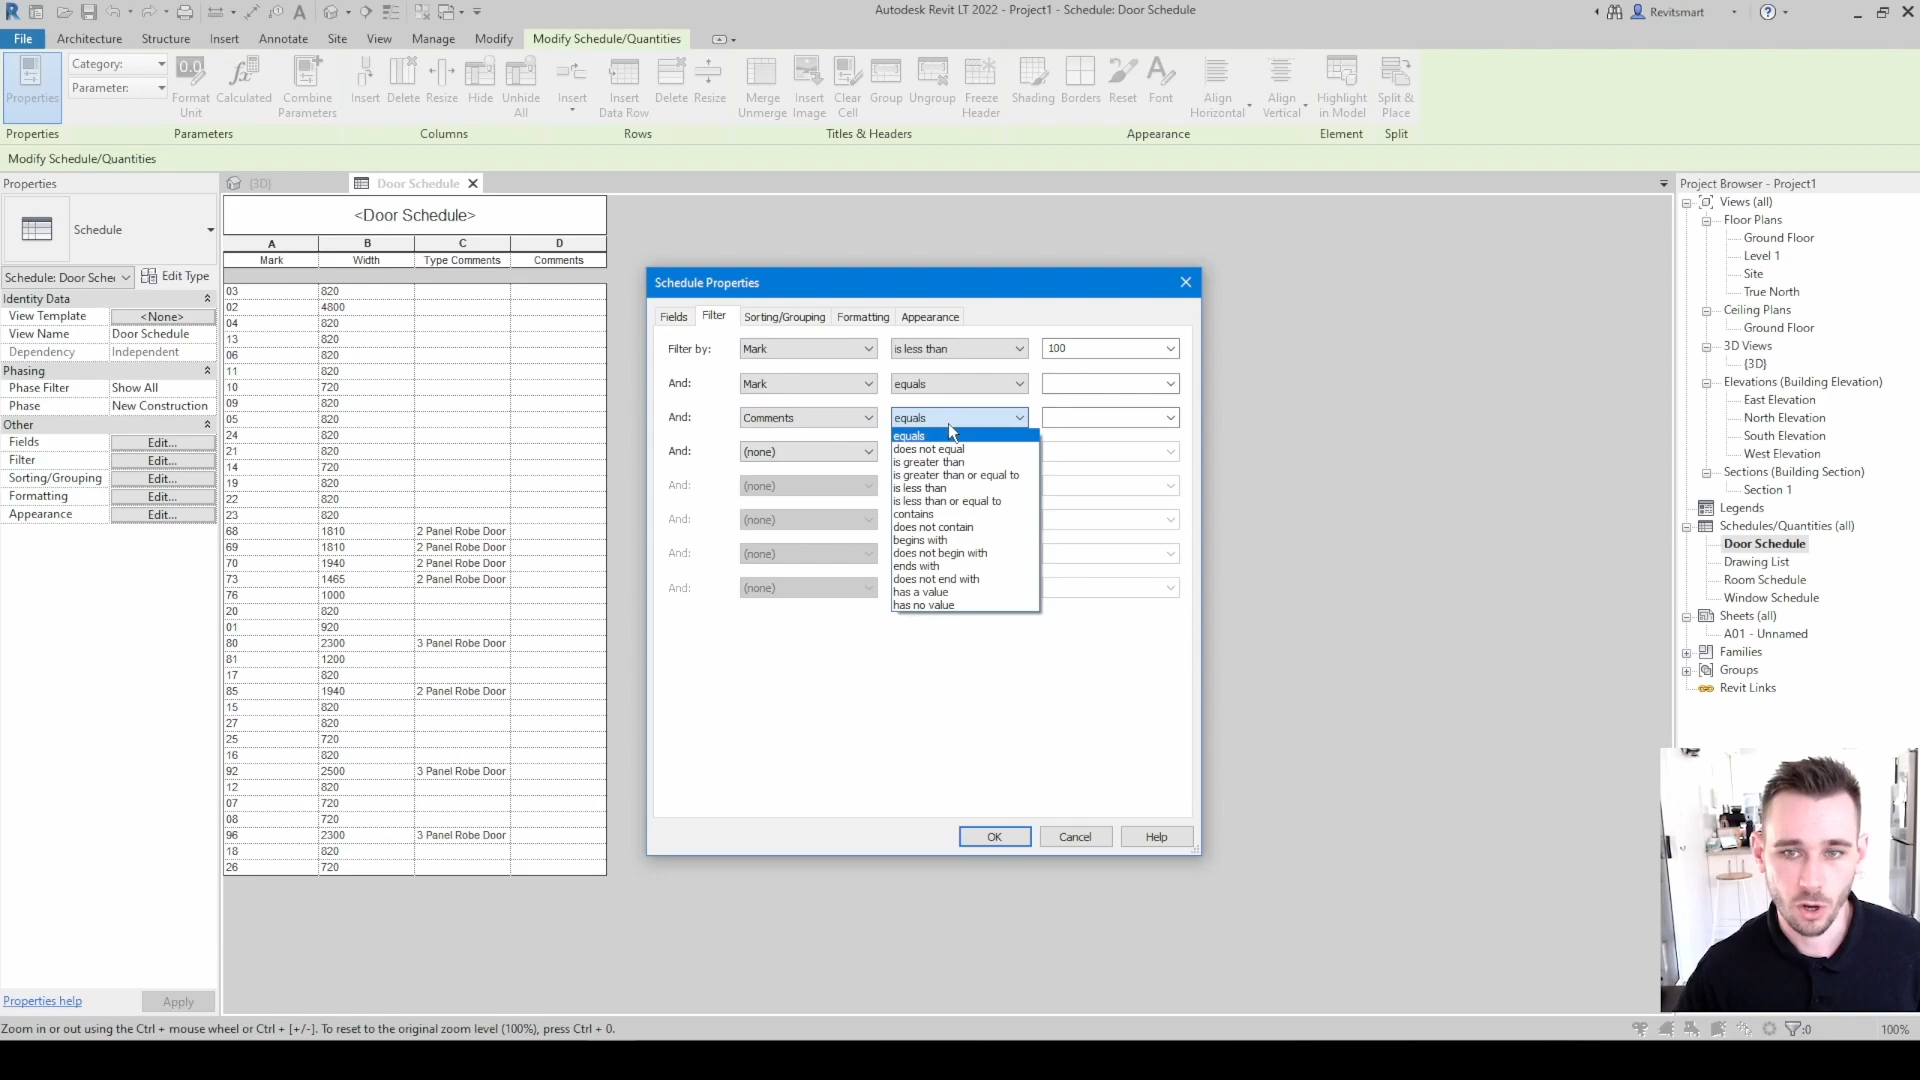 Autodesk Revit LT 2022 - Project1 - Schedule: Door Schedule
Revitsmart
File Architecture Structure Insert Annotate Site View Manage Modify Modify Schedule/Quantities
Category:
Parameter:
Properties
Format Unit
Calculated
Combine Parameters
Insert
Delete
Resize
Hide
Unhide All
Insert
Insert Data Row
Delete
Resize
Merge Unmerge
Insert Image
Clear Cell
Group
Ungroup
Freeze Header
Shading
Borders
Reset
Font
Align Horizontal
Align Vertical
Highlight in Model
Split & Place
Properties Parameters Columns Rows Titles & Headers Appearance Element Split
Modify Schedule/Quantities
Properties
Schedule
Schedule: Door Sche
Edit Type
Identity Data
View Template <None>
View Name Door Schedule
Dependency Independent
Phasing
Phase Filter Show All
Phase New Construction
Other
Fields Edit...
Filter Edit...
Sorting/Grouping Edit...
Formatting Edit...
Appearance Edit...
Properties help
Apply
{3D}
Door Schedule
<Door Schedule>
A B C D
Mark Width Type Comments Comments
03 820
02 4800
04 820
13 820
06 820
11 820
10 720
09 820
05 820
24 820
21 820
14 720
19 820
22 820
23 820
68 1810 2 Panel Robe Door
69 1810 2 Panel Robe Door
70 1940 2 Panel Robe Door
73 1465 2 Panel Robe Door
76 1000
20 820
01 920
80 2300 3 Panel Robe Door
81 1200
17 820
85 1940 2 Panel Robe Door
15 820
27 820
25 720
16 820
92 2500 3 Panel Robe Door
12 820
07 720
08 720
96 2300 3 Panel Robe Door
18 820
26 720
Schedule Properties
Fields Filter Sorting/Grouping Formatting Appearance
Filter by: Mark is less than 100
And: Mark equals
And: Comments equals
And: (none)
And: (none)
And: (none)
And: (none)
And: (none)
equals
does not equal
is greater than
is greater than or equal to
is less than
is less than or equal to
contains
does not contain
begins with
does not begin with
ends with
does not end with
has a value
has no value
OK Cancel Help
Project Browser - Project1
Views (all)
Floor Plans
Ground Floor
Level 1
Site
True North
Ceiling Plans
Ground Floor
3D Views
{3D}
Elevations (Building Elevation)
East Elevation
North Elevation
South Elevation
West Elevation
Sections (Building Section)
Section 1
Legends
Schedules/Quantities (all)
Door Schedule
Drawing List
Room Schedule
Window Schedule
Sheets (all)
A01 - Unnamed
Families
Groups
Revit Links
Zoom in or out using the Ctrl + mouse wheel or Ctrl + [+/-]. To reset to the original zoom level (100%), press Ctrl + 0.
:0
100%